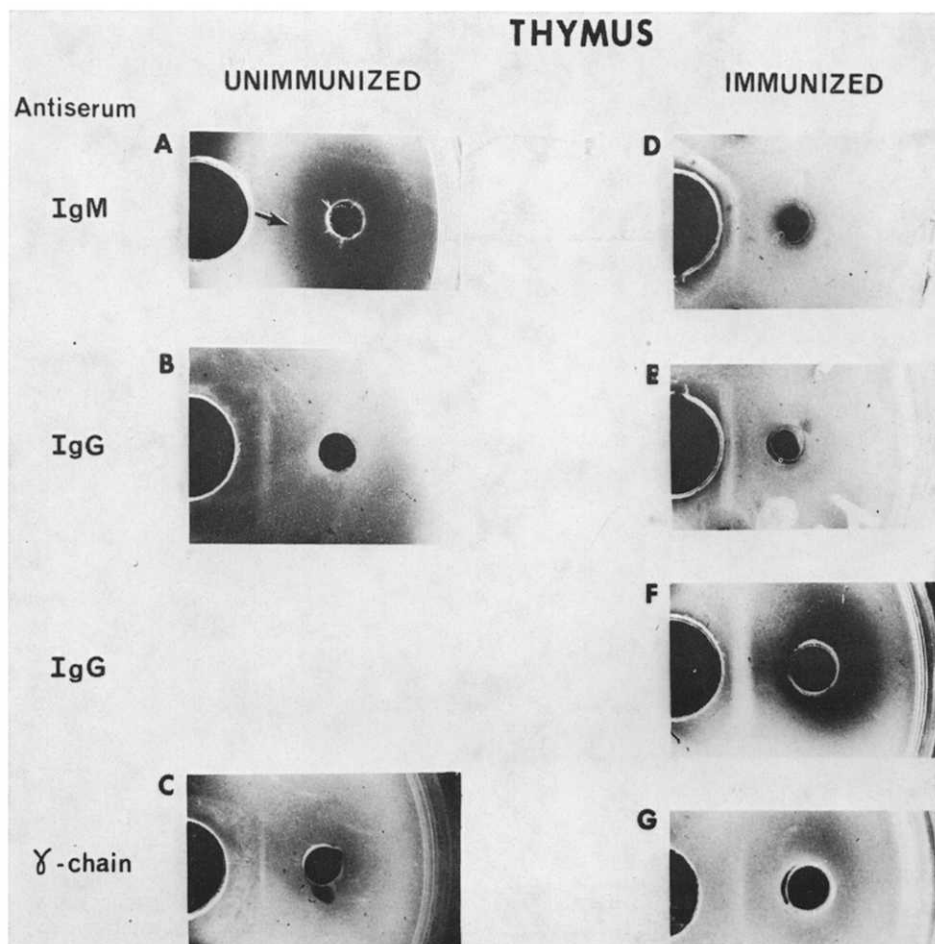 THYMUS
UNIMMUNIZED IMMUNIZED
Antiserum
A D
IgM
B E
IgG
F
IgG
C G
γ-chain